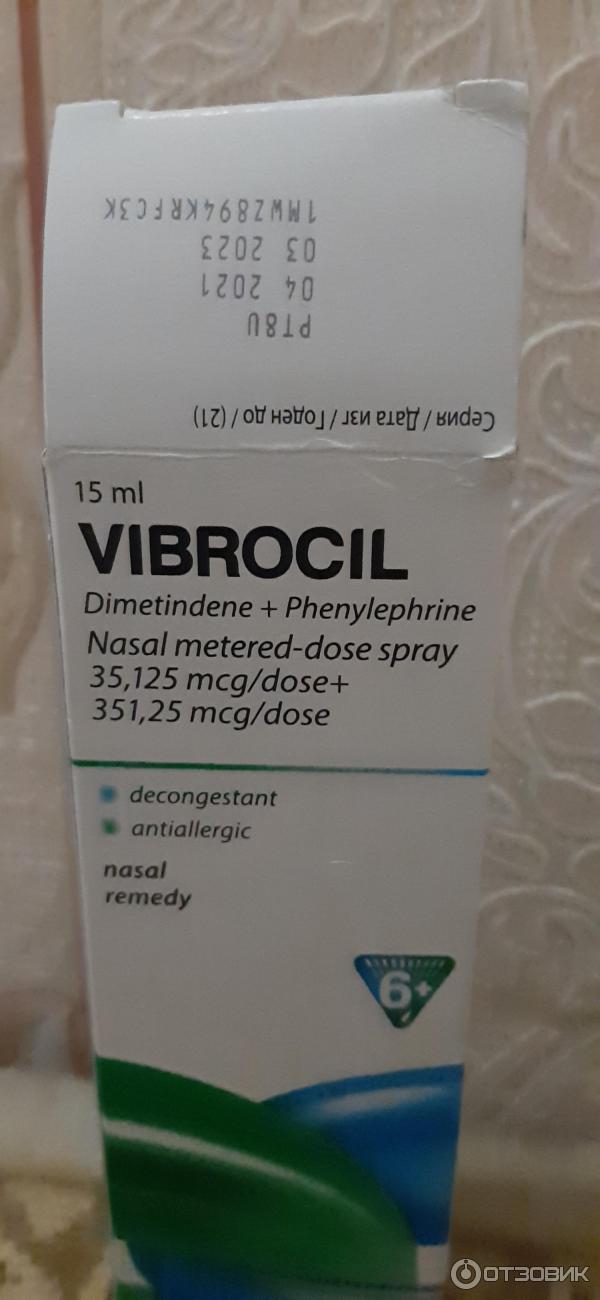 Серия / Дата изг / Годен до / (21)
PT8U
04 2021
03 2023
1MWZ894KRFC3K
15 ml
VIBROCIL
Dimetindene + Phenylephrine
Nasal metered-dose spray
35,125 mcg/dose+
351,25 mcg/dose
decongestant
antiallergic
nasal
remedy
6+
ОТЗОВИК